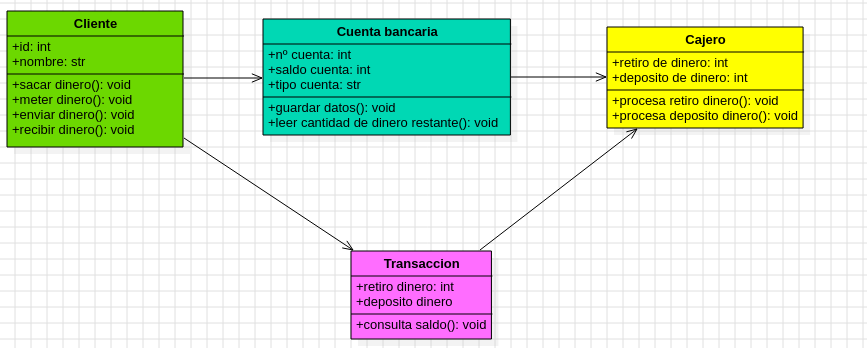 Cliente
+id: int
+nombre: str
+sacar dinero(): void
+meter dinero(): void
+enviar dinero(): void
+recibir dinero(): void
Cuenta bancaria
+nº cuenta: int
+saldo cuenta: int
+tipo cuenta: str
+guardar datos(): void
+leer cantidad de dinero restante(): void
Cajero
+retiro de dinero: int
+deposito de dinero: int
+procesa retiro dinero(): void
+procesa deposito dinero(): void
Transaccion
+retiro dinero: int
+deposito dinero
+consulta saldo(): void